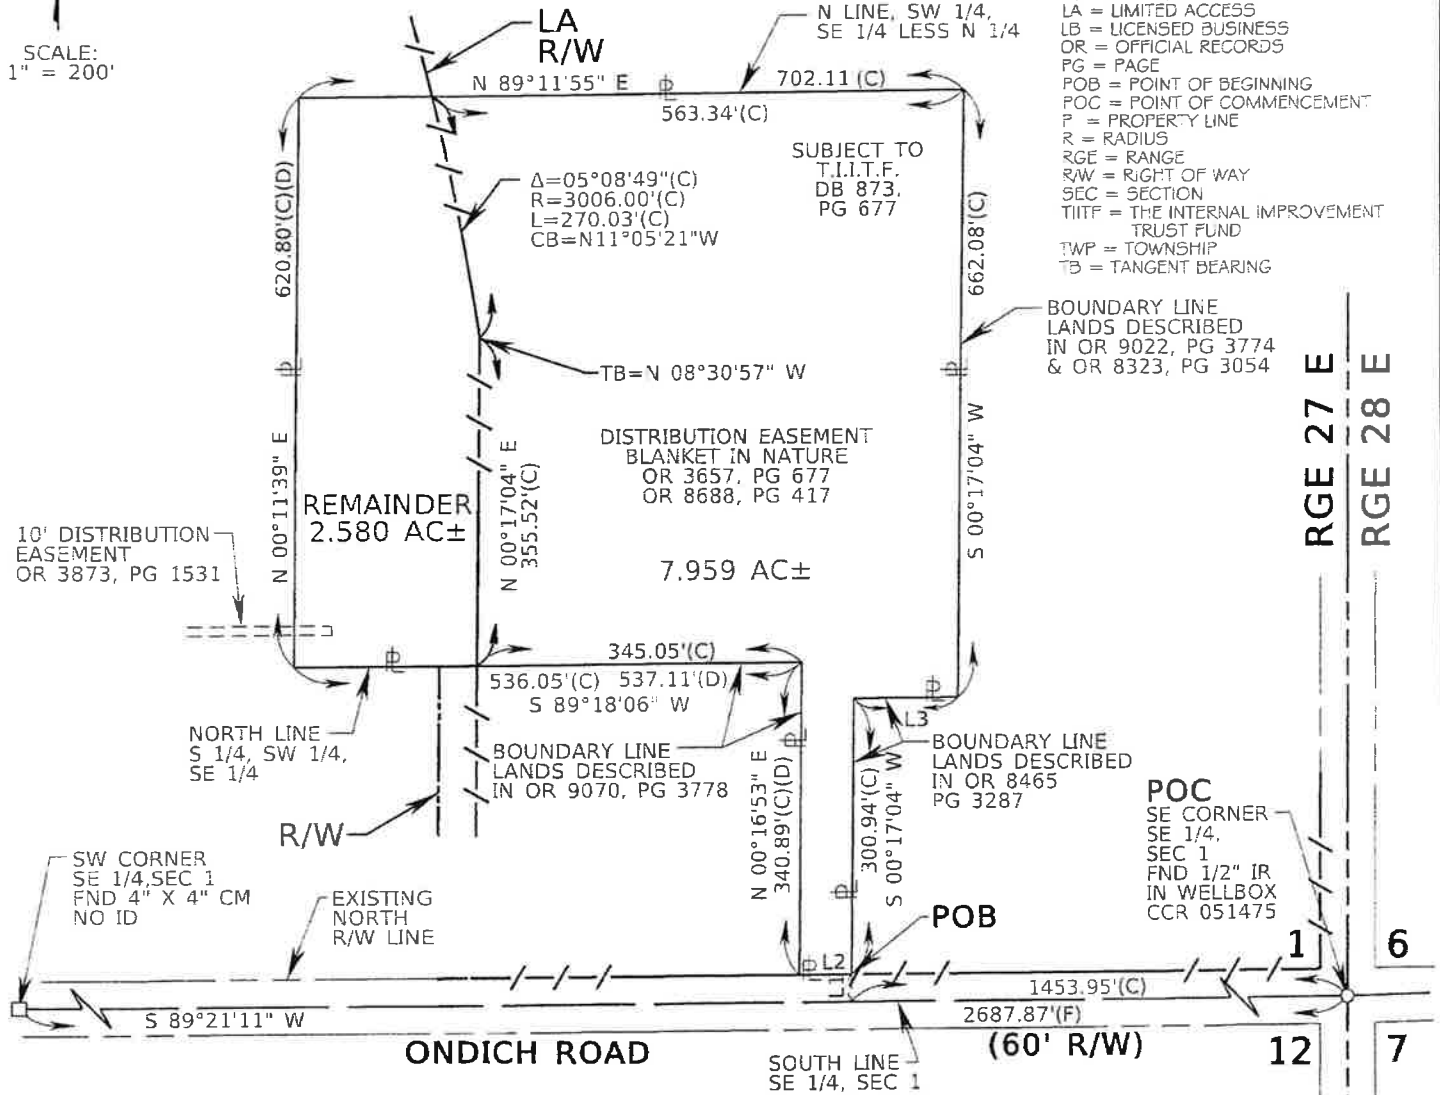 SCALE:
1" = 200'
LA
R/W
N LINE, SW 1/4,
SE 1/4 LESS N 1/4
LA = LIMITED ACCESS
LB = LICENSED BUSINESS
OR = OFFICIAL RECORDS
PG = PAGE
POB = POINT OF BEGINNING
POC = POINT OF COMMENCEMENT
P = PROPERTY LINE
R = RADIUS
RGE = RANGE
R/W = RIGHT OF WAY
SEC = SECTION
TIITF = THE INTERNAL IMPROVEMENT
TRUST FUND
TWP = TOWNSHIP
TB = TANGENT BEARING
N 89°11'55" E
702.11 (C)
563.34'(C)
SUBJECT TO
T.I.I.T.F.
DB 873,
PG 677
Δ=05°08'49"(C)
R=3006.00'(C)
L=270.03'(C)
CB=N11°05'21"W
620.80'(C)(D)
662.08'(C)
BOUNDARY LINE
LANDS DESCRIBED
IN OR 9022, PG 3774
& OR 8323, PG 3054
TB=N 08°30'57" W
RGE 27 E
RGE 28 E
DISTRIBUTION EASEMENT
BLANKET IN NATURE
OR 3657, PG 677
OR 8688, PG 417
N 00°11'39" E
N 00°17'04" E
355.52'(C)
S 00°17'04" W
REMAINDER
2.580 AC±
7.959 AC±
10' DISTRIBUTION
EASEMENT
OR 3873, PG 1531
345.05'(C)
536.05'(C) 537.11'(D)
S 89°18'06" W
L3
NORTH LINE
S 1/4, SW 1/4,
SE 1/4
BOUNDARY LINE
LANDS DESCRIBED
IN OR 9070, PG 3778
N 00°16'53" E
340.89'(C)(D)
300.94'(C)
S 00°17'04" W
BOUNDARY LINE
LANDS DESCRIBED
IN OR 8465
PG 3287
POC
SE CORNER
SE 1/4,
SEC 1
FND 1/2" IR
IN WELLBOX
CCR 051475
R/W
SW CORNER
SE 1/4,SEC 1
FND 4" X 4" CM
NO ID
EXISTING
NORTH
R/W LINE
POB
1
6
L2
L1
1453.95'(C)
S 89°21'11" W
2687.87'(F)
ONDICH ROAD
(60' R/W)
12
7
SOUTH LINE
SE 1/4, SEC 1